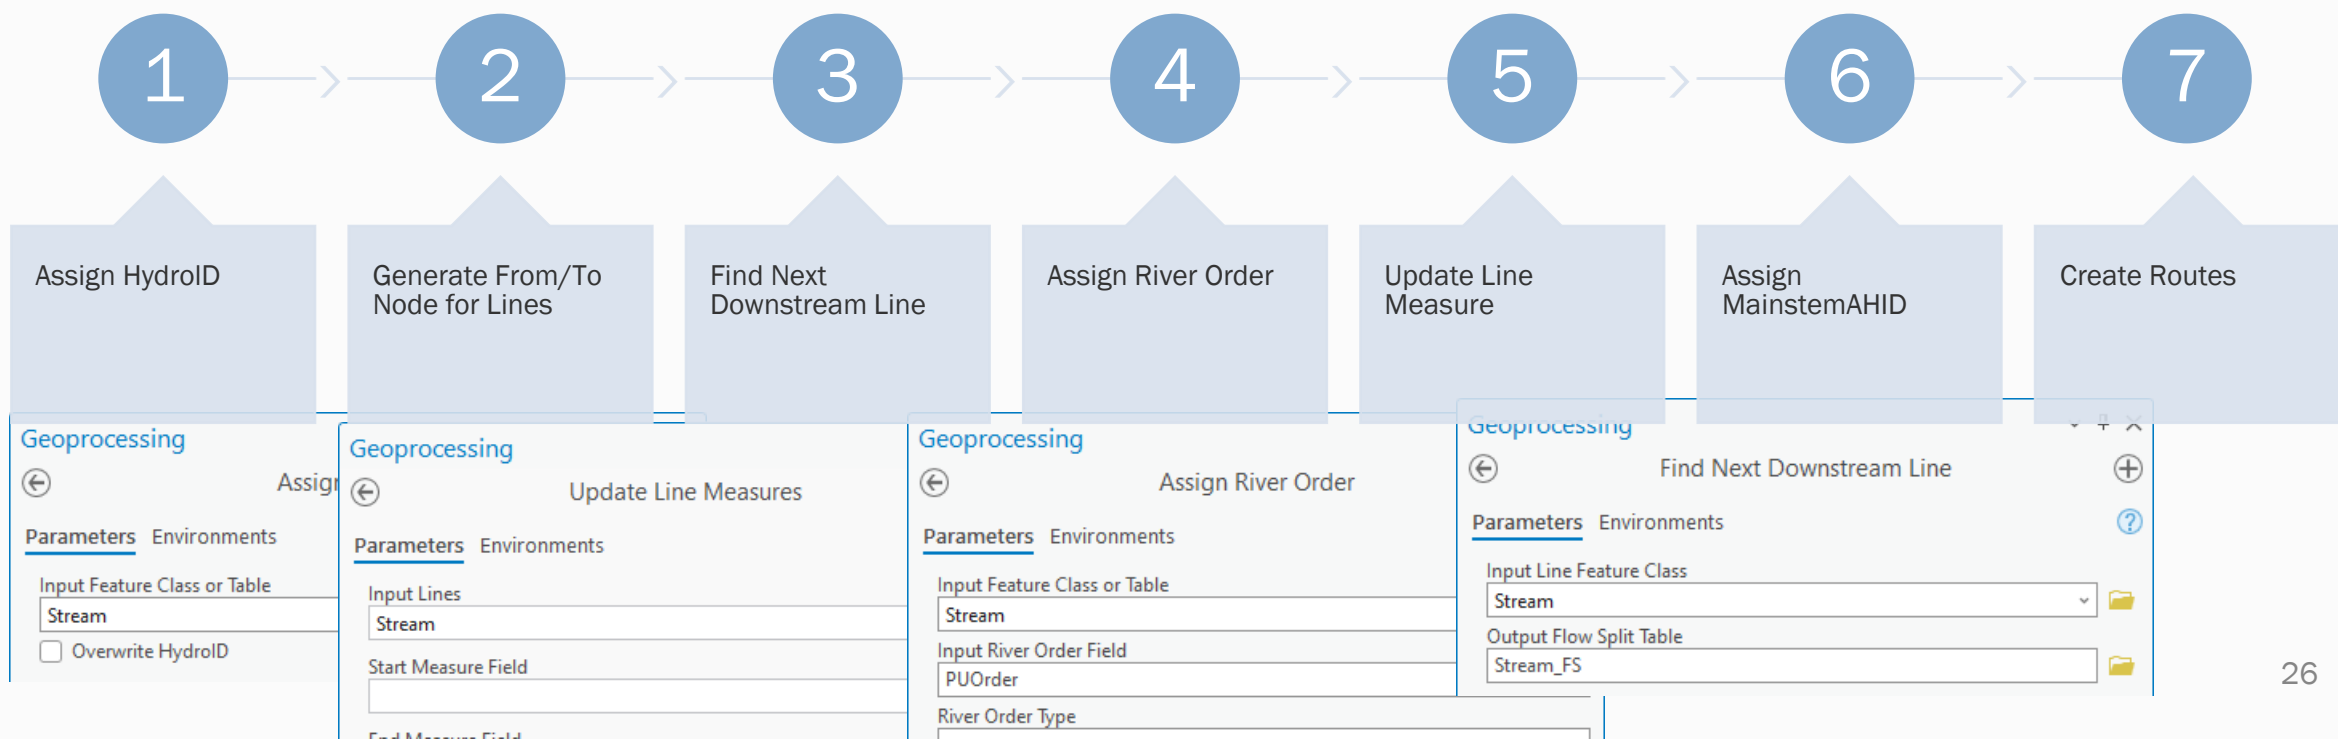 1
2
3
4
5
6
7
Assign HydroID
Generate From/To
Node for Lines
Find Next
Downstream Line
Assign River Order
Update Line
Measure
Assign
MainstemAHID
Create Routes
Geoprocessing
Parameters Environments
Input Feature Class or Table
Stream
Overwrite HydroID
Geoprocessing
Update Line Measures
Parameters Environments
Input Lines
Stream
Start Measure Field
End Measure Field
Geoprocessing
Assign River Order
Parameters Environments
Input Feature Class or Table
Stream
Input River Order Field
PUOrder
River Order Type
Geoprocessing
Find Next Downstream Line
Parameters Environments
Input Line Feature Class
Stream
Output Flow Split Table
Stream_FS
26